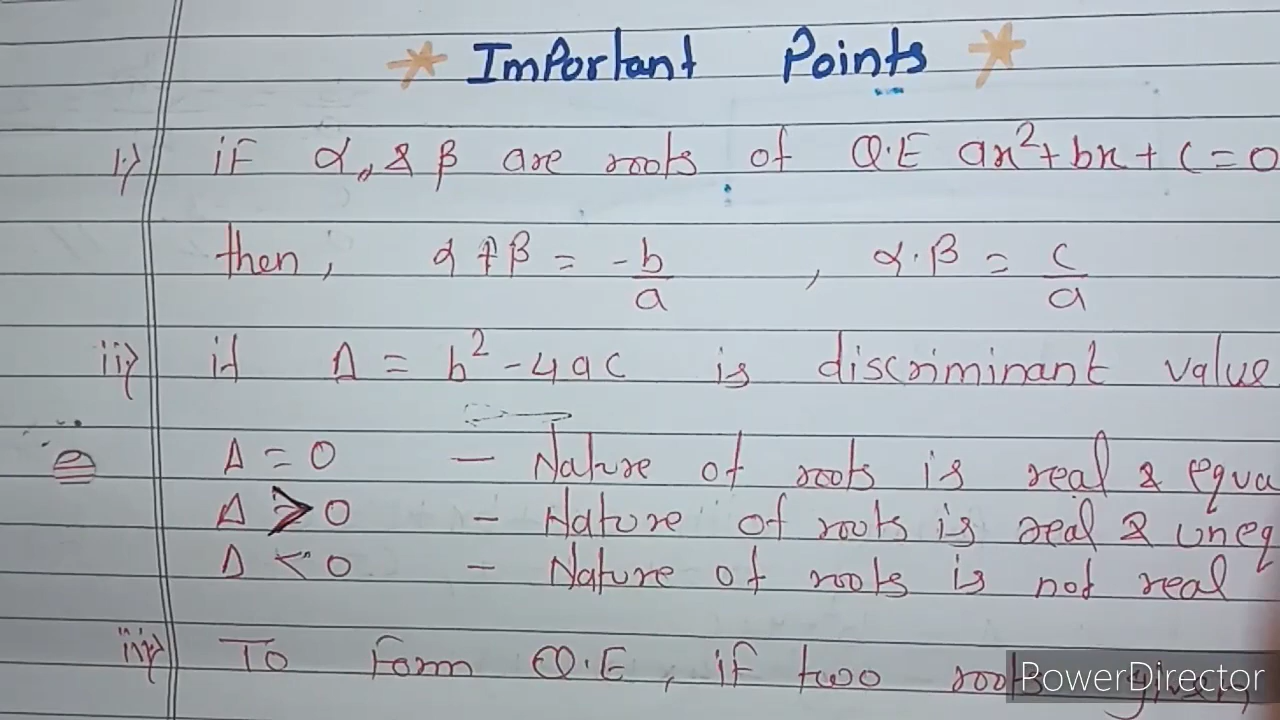 * Important Points *
i) if α, & β are roots of Q.E ax²+bx+c=0
then, α+β = -b/a , α.β = c/a
ii) if Δ = b²-4ac is discriminant value
Δ = 0 - Nature of roots is real & equa
Δ > 0 - Nature of roots is real & uneq
Δ < 0 - Nature of roots is not real
iii) To Form Q.E, if two roots given,
PowerDirector